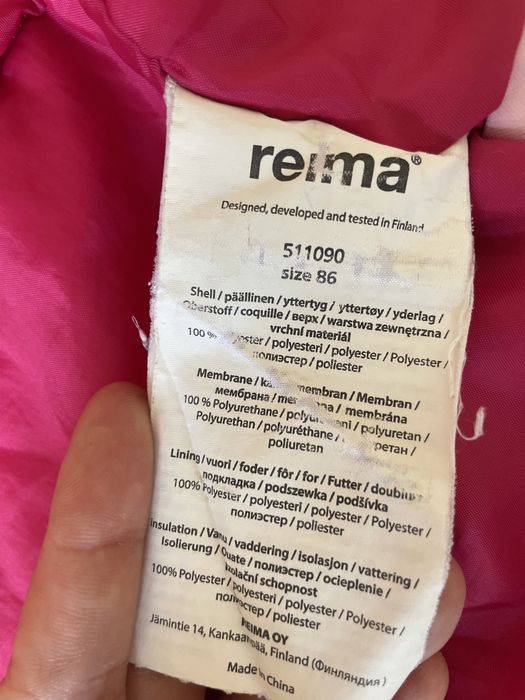 reima®
Designed, developed and tested in Finland
511090
size 86
Shell / päällinen / yttertyg / yttertøy / yderlag /
Oberstoff / coquille / верх / warstwa zewnętrzna /
vrchní materiál
100 % / polyesteri / polyester / Polyester /
полиэстер / poliester
Membrane / membran / Membran /
мембрана / / membrána
100 % Polyurethane / / polyuretan /
Polyurethan / polyuréthane / /
poliuretan
Lining / vuori / foder / fôr / for / Futter / doublure
подкладка / podszewka / podšívka
100% Polyester / polyesteri / polyester / Polyester /
полиэстер / poliester
Insulation / Vanu / vaddering / isolasjon / vattering /
Isolierung / Ouate / полиэстер / ocieplenie /
izolační schopnost
100% Polyester / polyesteri / polyester / Polyester /
полиэстер / poliester
REIMA OY
Jämintie 14, Kankaanpää, Finland (Финляндия)
Made in China